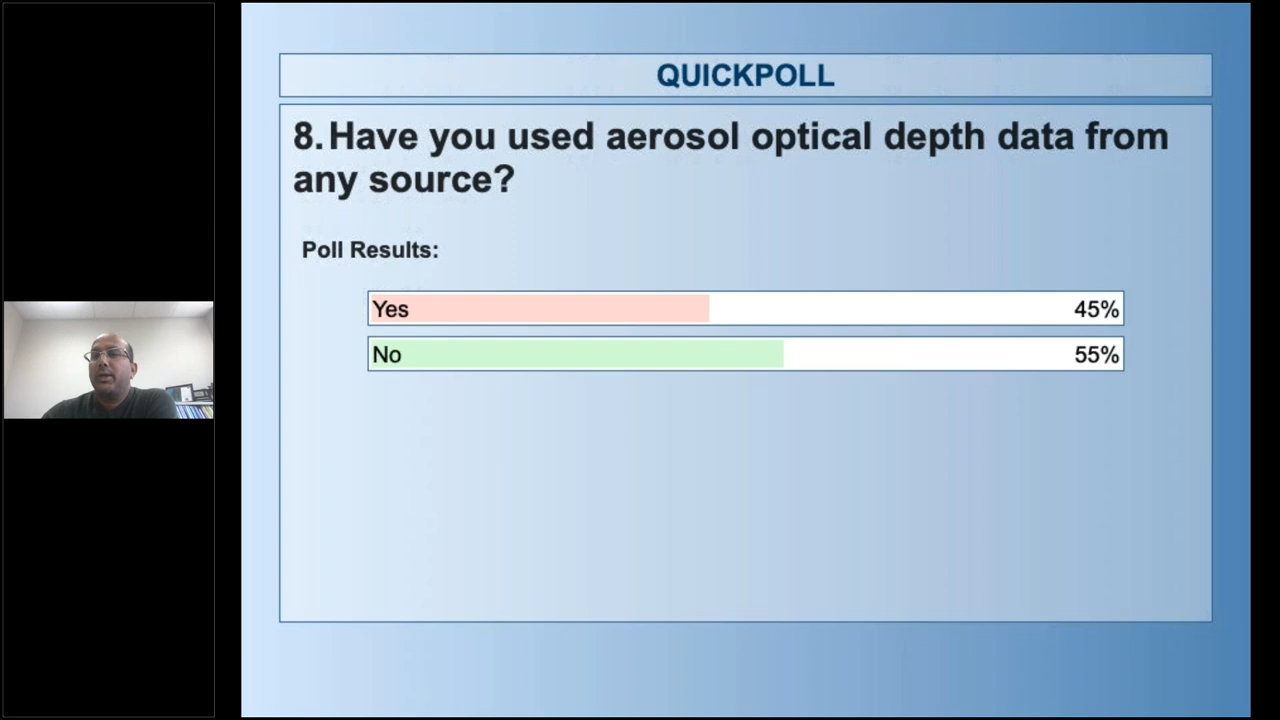 QUICKPOLL
8. Have you used aerosol optical depth data from
any source?
Poll Results:
Yes 45%
No 55%